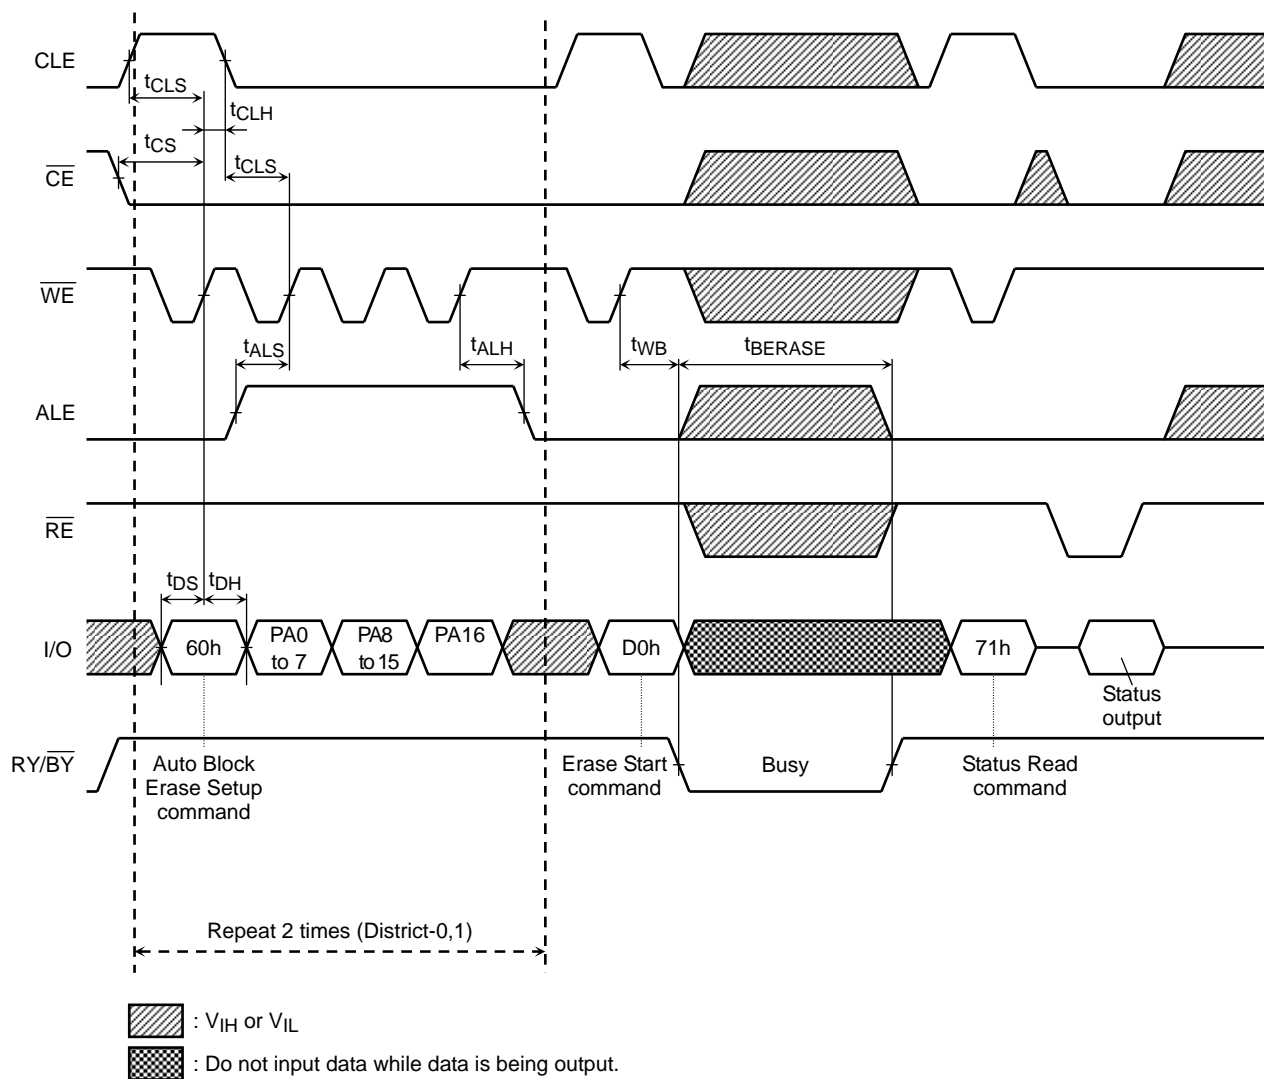 CLE
tCLS
tCLH
tCS
tCLS
CE
WE
tALS
tALH
tWB
tBERASE
ALE
RE
tDS
tDH
I/O
60h
PA0
to 7
PA8
to 15
PA16
D0h
71h
Status
output
RY/BY
Auto Block
Erase Setup
command
Erase Start
command
Busy
Status Read
command
Repeat 2 times (District-0,1)
: VIH or VIL
: Do not input data while data is being output.